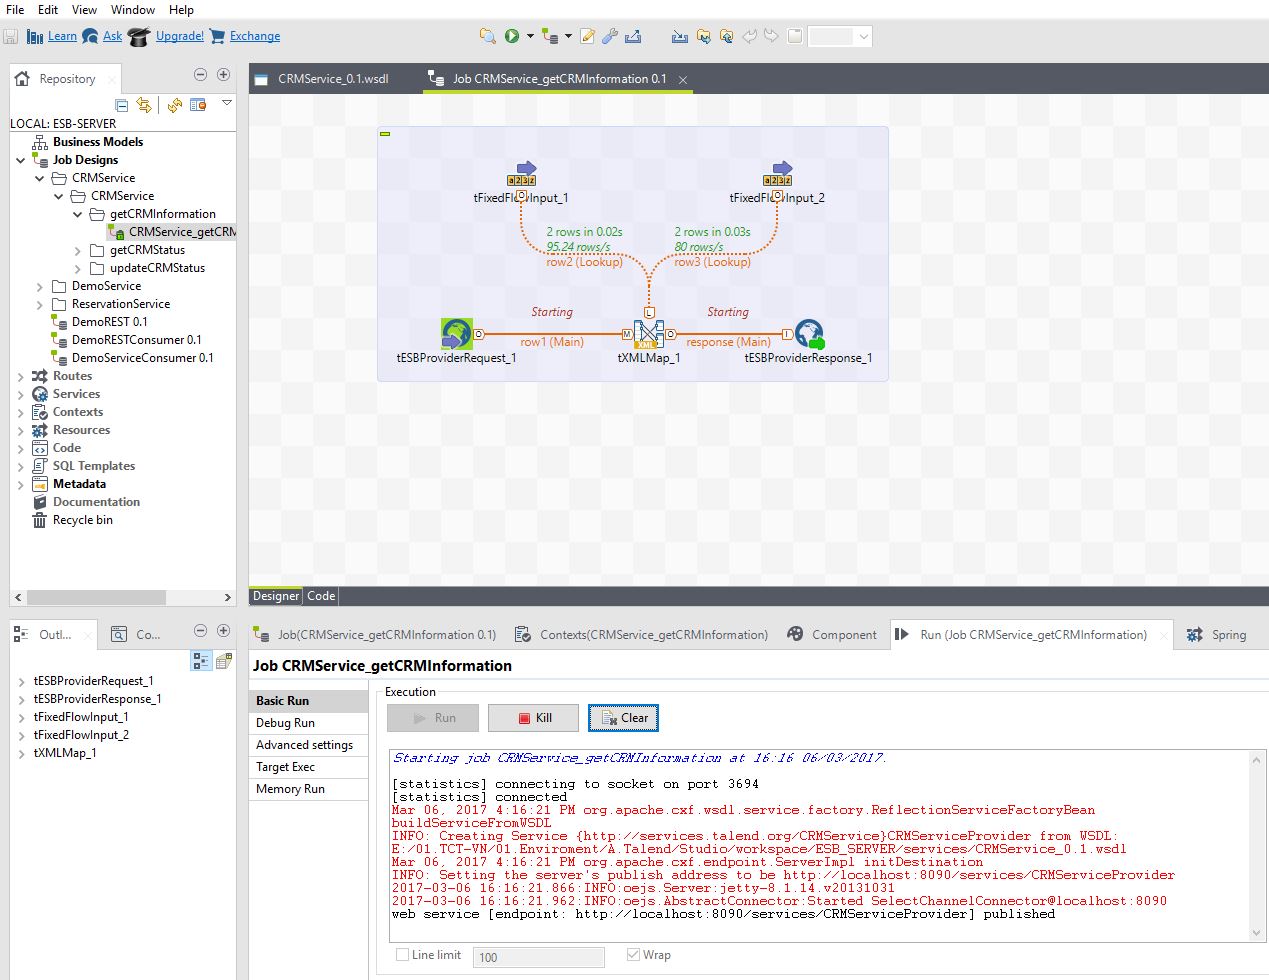 File Edit View Window Help
Learn Ask Upgrade! Exchange
Repository
LOCAL: ESB-SERVER
Business Models
Job Designs
CRMService
CRMService
getCRMInformation
CRMService_getCRM
getCRMStatus
updateCRMStatus
DemoService
ReservationService
DemoREST 0.1
DemoRESTConsumer 0.1
DemoServiceConsumer 0.1
Routes
Services
Contexts
Resources
Code
SQL Templates
Metadata
Documentation
Recycle bin
CRMService_0.1.wsdl
Job CRMService_getCRMInformation 0.1
tFixedFlowInput_1
tFixedFlowInput_2
2 rows in 0.02s
95.24 rows/s
row2 (Lookup)
2 rows in 0.03s
80 rows/s
row3 (Lookup)
Starting
row1 (Main)
Starting
response (Main)
tESBProviderRequest_1
tXMLMap_1
tESBProviderResponse_1
Designer Code
Outl... Co...
tESBProviderRequest_1
tESBProviderResponse_1
tFixedFlowInput_1
tFixedFlowInput_2
tXMLMap_1
Job(CRMService_getCRMInformation 0.1) Contexts(CRMService_getCRMInformation) Component Run (Job CRMService_getCRMInformation) Spring
Job CRMService_getCRMInformation
Basic Run
Debug Run
Advanced settings
Target Exec
Memory Run
Execution
Run Kill Clear
Starting job CRMService_getCRMInformation at 16:16 06/03/2017.
[statistics] connecting to socket on port 3694
[statistics] connected
Mar 06, 2017 4:16:21 PM org.apache.cxf.wsdl.service.factory.ReflectionServiceFactoryBean
buildServiceFromWSDL
INFO: Creating Service {http://services.talend.org/CRMService}CRMServiceProvider from WSDL:
E:/01.TCT-VN/01.Enviroment/A.Talend/Studio/workspace/ESB_SERVER/services/CRMService_0.1.wsdl
Mar 06, 2017 4:16:21 PM org.apache.cxf.endpoint.ServerImpl initDestination
INFO: Setting the server's publish address to be http://localhost:8090/services/CRMServiceProvider
2017-03-06 16:16:21.866:INFO:oejs.Server:jetty-8.1.14.v20131031
2017-03-06 16:16:21.962:INFO:oejs.AbstractConnector:Started SelectChannelConnector@localhost:8090
web service [endpoint: http://localhost:8090/services/CRMServiceProvider] published
Line limit 100 Wrap